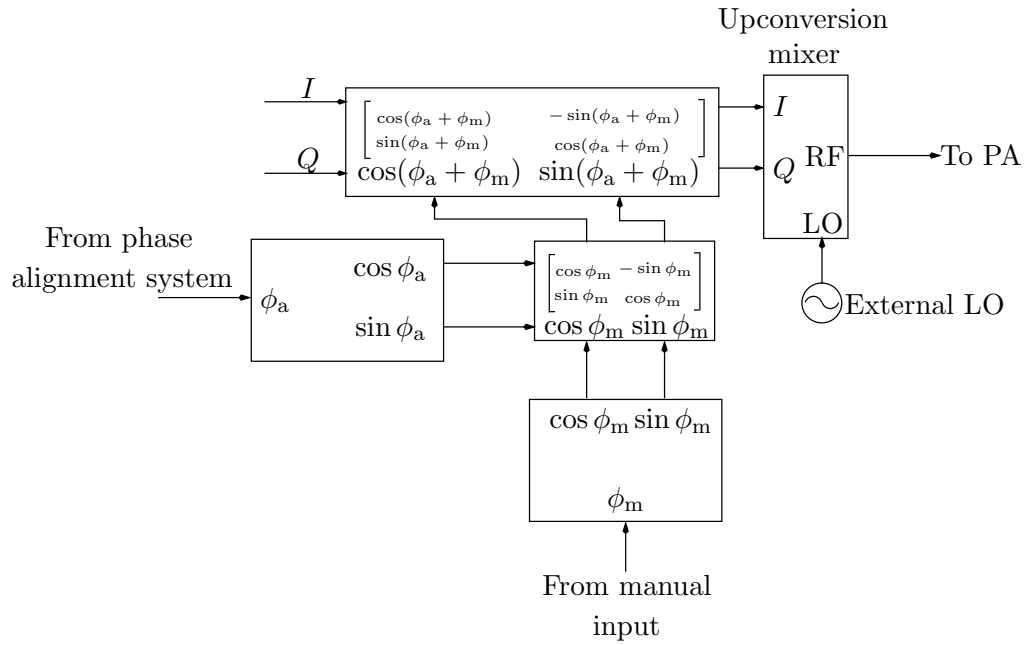 Upconversion
mixer
I
Q
cos(φa + φm) − sin(φa + φm)
sin(φa + φm) cos(φa + φm)
cos(φa + φm) sin(φa + φm)
I
Q
RF
LO
To PA
From phase
alignment system
φa
cos φa
sin φa
cos φm − sin φm
sin φm cos φm
cos φm sin φm
External LO
cos φm sin φm
φm
From manual
input